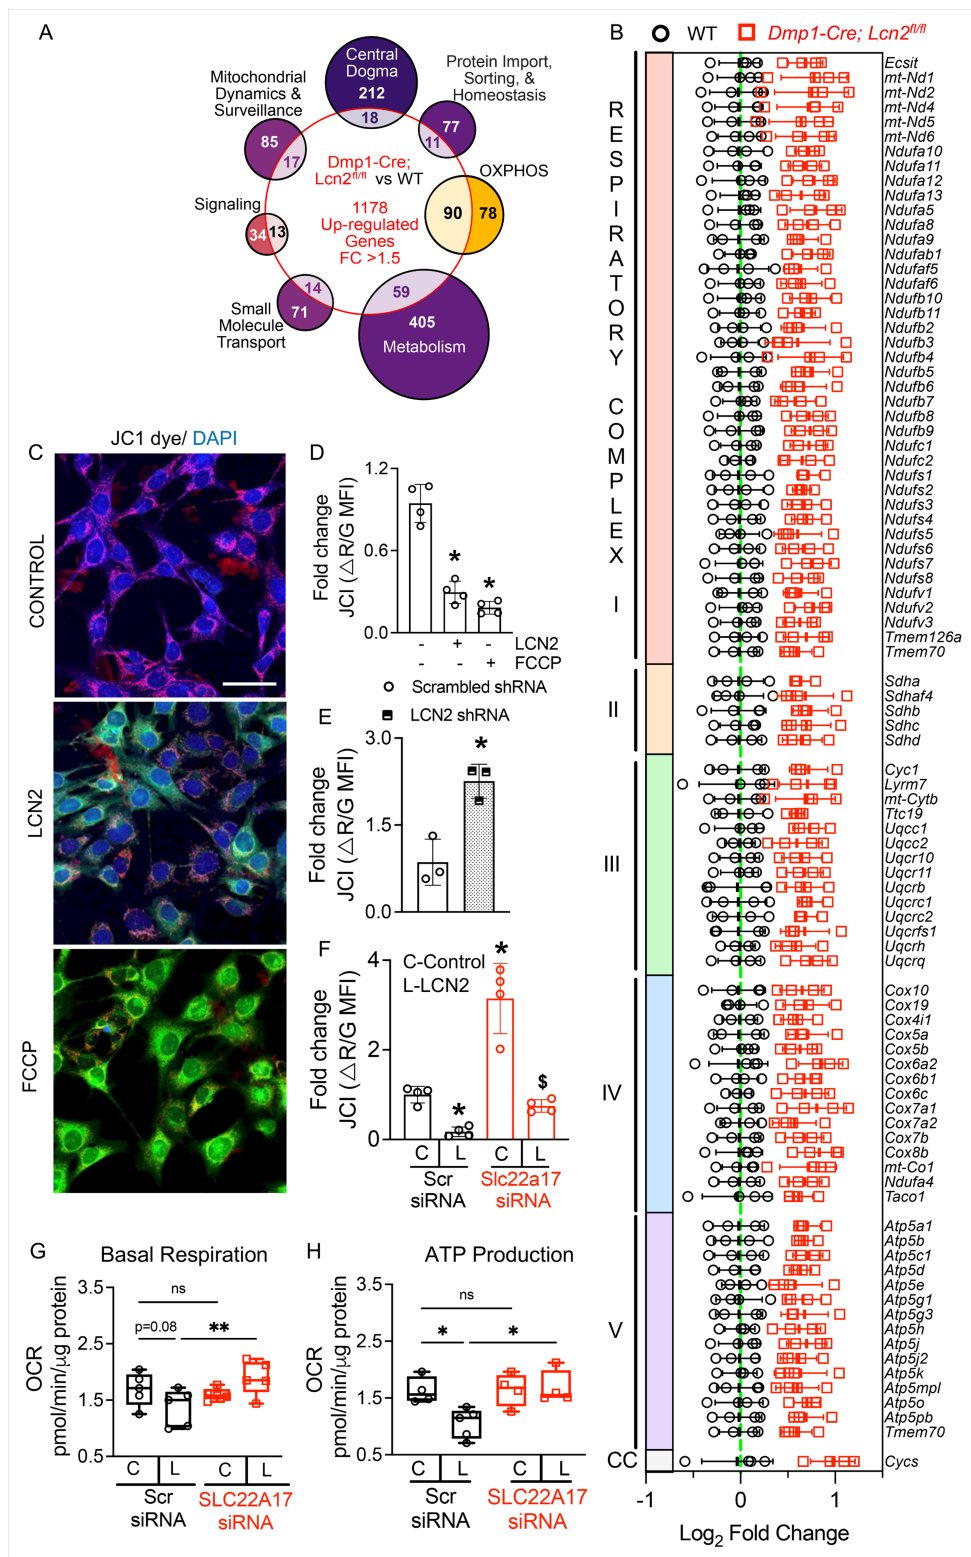 A
Central
Dogma
212
18
Protein Import,
Sorting, &
Homeostasis
77
11
Mitochondrial
Dynamics &
Surveillance
85
17
Dmp1-Cre;
Lcn2fl/fl vs WT
OXPHOS
90
78
Signaling
34
13
1178
Up-regulated
Genes
FC >1.5
14
71
Small
Molecule
Transport
59
405
Metabolism
B
WT
Dmp1-Cre; Lcn2fl/fl
RESPIRATORY COMPLEX I
Ecsit
mt-Nd1
mt-Nd2
mt-Nd4
mt-Nd5
mt-Nd6
Ndufa10
Ndufa11
Ndufa12
Ndufa13
Ndufa5
Ndufa8
Ndufa9
Ndufab1
Ndufaf5
Ndufaf6
Ndufb10
Ndufb11
Ndufb2
Ndufb3
Ndufb4
Ndufb5
Ndufb6
Ndufb7
Ndufb8
Ndufb9
Ndufc1
Ndufc2
Ndufs1
Ndufs2
Ndufs3
Ndufs4
Ndufs5
Ndufs6
Ndufs7
Ndufs8
Ndufv1
Ndufv2
Ndufv3
Tmem126a
Tmem70
II
Sdha
Sdhaf4
Sdhb
Sdhc
Sdhd
III
Cyc1
Lyrm7
mt-Cytb
Ttc19
Uqcc1
Uqcc2
Uqcr10
Uqcr11
Uqcrb
Uqcrc1
Uqcrc2
Uqcrfs1
Uqcrh
Uqcrq
IV
Cox10
Cox19
Cox4i1
Cox5a
Cox5b
Cox6a2
Cox6b1
Cox6c
Cox7a1
Cox7a2
Cox7b
Cox8b
mt-Co1
Ndufa4
Taco1
V
Atp5a1
Atp5b
Atp5c1
Atp5d
Atp5e
Atp5g1
Atp5g3
Atp5h
Atp5j
Atp5j2
Atp5k
Atp5mpl
Atp5o
Atp5pb
Tmem70
CC
Cycs
-1 0 1
Log2 Fold Change
C
JC1 dye/ DAPI
CONTROL
LCN2
FCCP
D
Fold change
JCI (△R/G MFI)
1.2
0.6
0.0
*
*
- + - LCN2
- - + FCCP
Scrambled shRNA
LCN2 shRNA
E
Fold change
JCI (△R/G MFI)
3.0
1.5
0.0
*
F
Fold change
JCI (△R/G MFI)
4
2
0
C-Control
L-LCN2
*
*
$
C L C L
Scr
siRNA
Slc22a17
siRNA
G
Basal Respiration
OCR
pmol/min/µg protein
3.5
2.5
1.5
0.5
ns
p=0.08
**
C L C L
Scr
siRNA
SLC22A17
siRNA
H
ATP Production
OCR
pmol/min/µg protein
3.5
2.5
1.5
0.5
ns
*
*
C L C L
Scr
siRNA
SLC22A17
siRNA